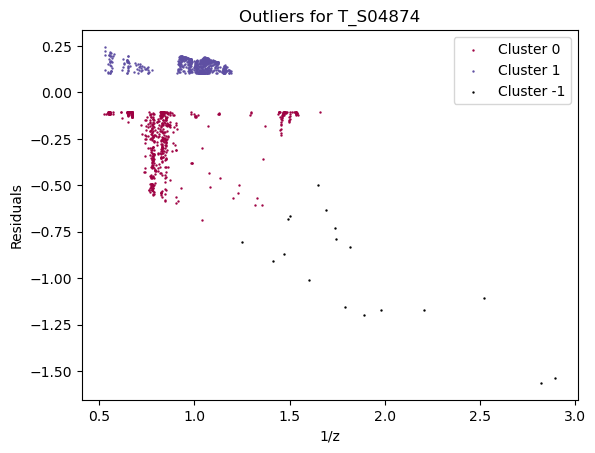 Outliers for T_S04874
Cluster 0
Cluster 1
Cluster -1
0.25
0.00
−0.25
−0.50
−0.75
−1.00
−1.25
−1.50
Residuals
0.5
1.0
1.5
2.0
2.5
3.0
1/z